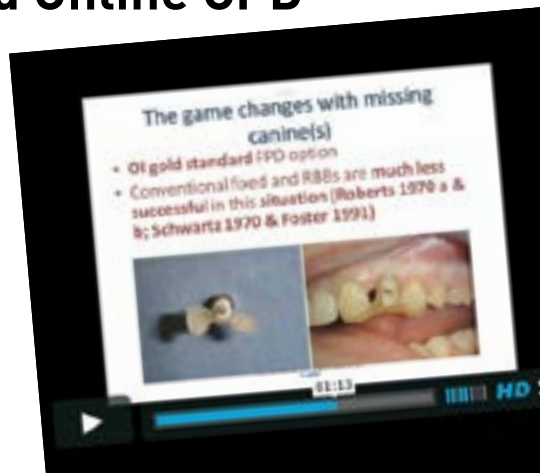 Online CPD
The game changes with missing
canine(s)
• OI gold standard FPD option
• Conventional fixed and RBBs are much less
successful in this situation (Roberts 1970 a &
b; Schwartz 1970 & Foster 1991)
01:13
HD